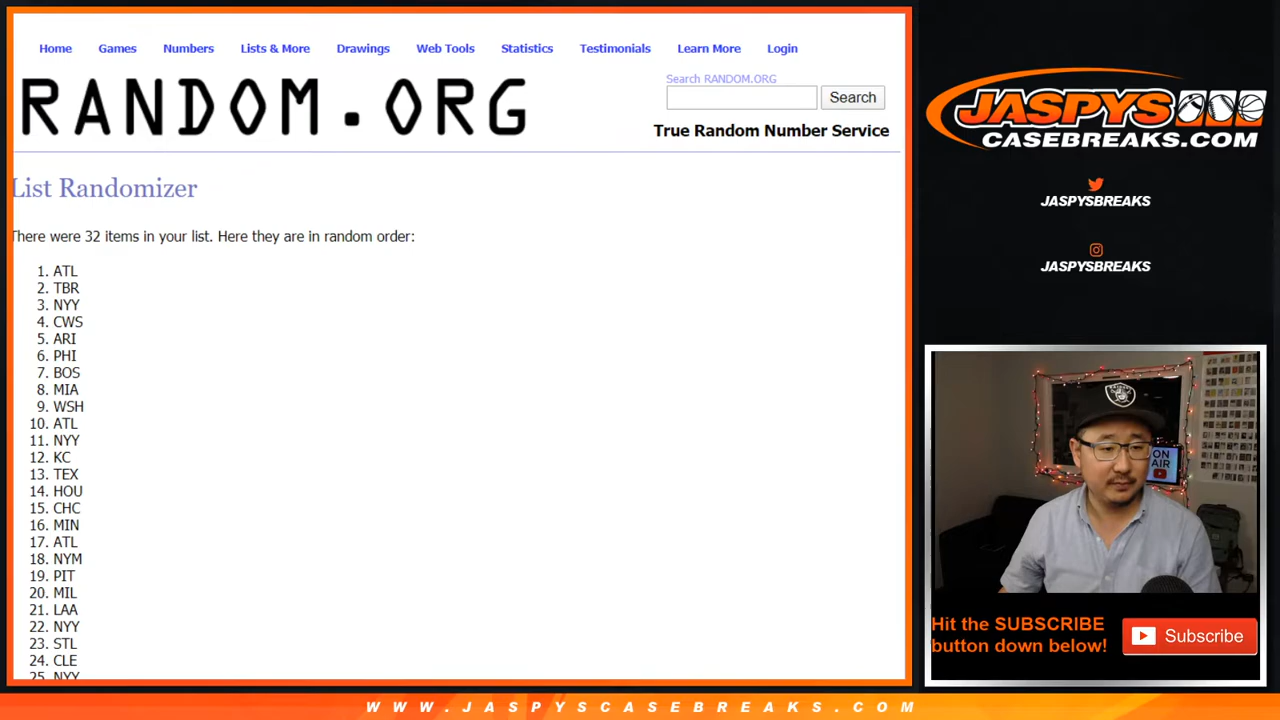 Home Games Numbers Lists & More Drawings Web Tools Statistics Testimonials Learn More Login
RANDOM.ORG
Search RANDOM.ORG
Search
True Random Number Service
List Randomizer
There were 32 items in your list. Here they are in random order:
1. ATL
2. TBR
3. NYY
4. CWS
5. ARI
6. PHI
7. BOS
8. MIA
9. WSH
10. ATL
11. NYY
12. KC
13. TEX
14. HOU
15. CHC
16. MIN
17. ATL
18. NYM
19. PIT
20. MIL
21. LAA
22. NYY
23. STL
24. CLE
25. NYY
JASPYS
CASEBREAKS.COM
JASPYSBREAKS
JASPYSBREAKS
ON
AIR
Hit the SUBSCRIBE
button down below!
Subscribe
WWW.JASPYSCASEBREAKS.COM